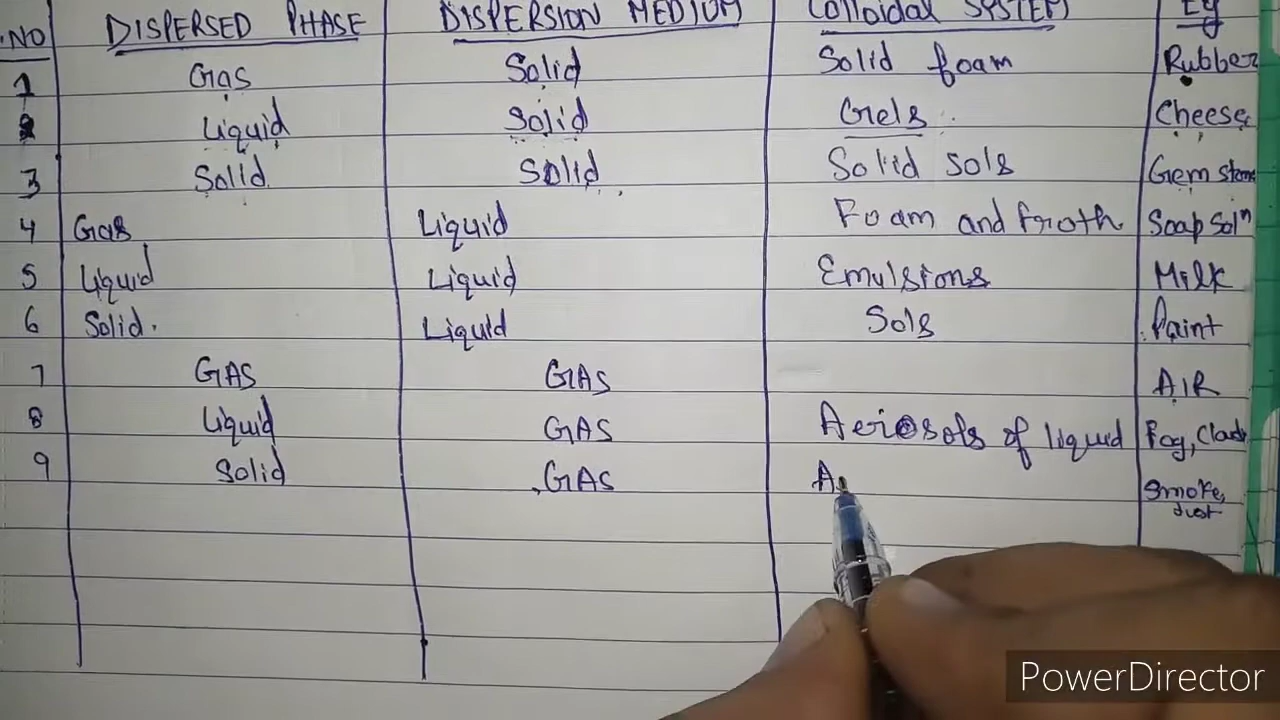 .NO DISPERSED PHASE DISPERSION MEDIUM Colloidal SYSTEM Eg
1 Gas Solid Solid foam Rubber
2 Liquid Solid Gels Cheese
3 Solid Solid Solid sols Gem stone
4 Gas Liquid Foam and froth Soap solⁿ
5 Liquid Liquid Emulsions Milk
6 Solid. Liquid Sols Paint
7 GAS GAS AIR
8 Liquid GAS Aerosols of liquid Fog,
9 Solid GAS A Smoke,
dust
PowerDirector